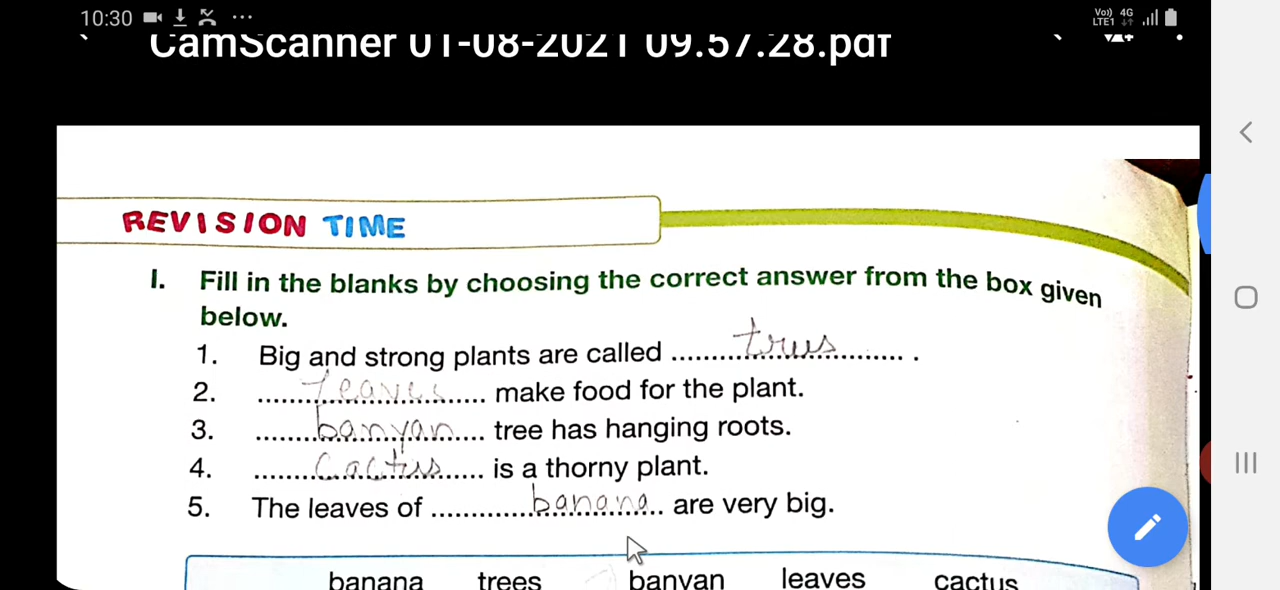 10:30 ... Vo)) 4G
LTE1
CamScanner 01-08-2021 09.57.28.pdf
REVISION TIME
I. Fill in the blanks by choosing the correct answer from the box given
below.
1. Big and strong plants are called ........trees........ .
2. ........leaves........ make food for the plant.
3. ........banyan........ tree has hanging roots.
4. ........Cactus........ is a thorny plant.
5. The leaves of ........banana........ are very big.
banana trees banyan leaves cactus